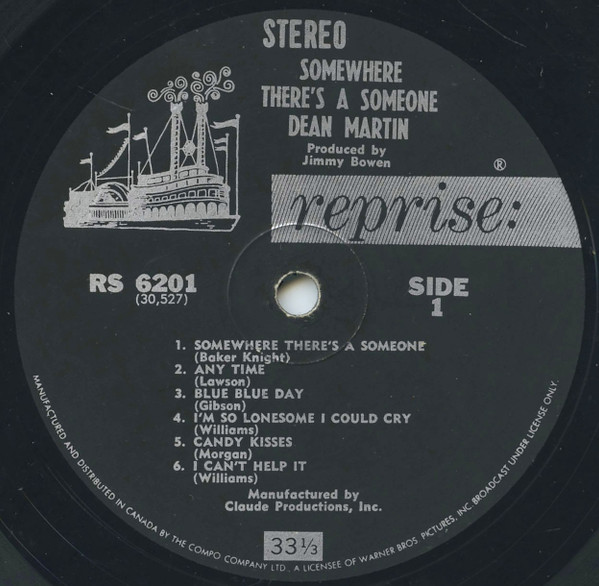 STEREO
SOMEWHERE
THERE'S A SOMEONE
DEAN MARTIN
Produced by
Jimmy Bowen
®
reprise:
RS 6201
(30,527)
SIDE
1
1. SOMEWHERE THERE'S A SOMEONE
(Baker Knight)
2. ANY TIME
(Lawson)
3. BLUE BLUE DAY
(Gibson)
4. I'M SO LONESOME I COULD CRY
(Williams)
5. CANDY KISSES
(Morgan)
6. I CAN'T HELP IT
(Williams)
Manufactured by
Claude Productions, Inc.
33 1/3
MANUFACTURED AND DISTRIBUTED IN CANADA BY THE COMPO COMPANY LTD., A LICENSEE OF WARNER BROS. PICTURES, INC. BROADCAST UNDER LICENSE ONLY.